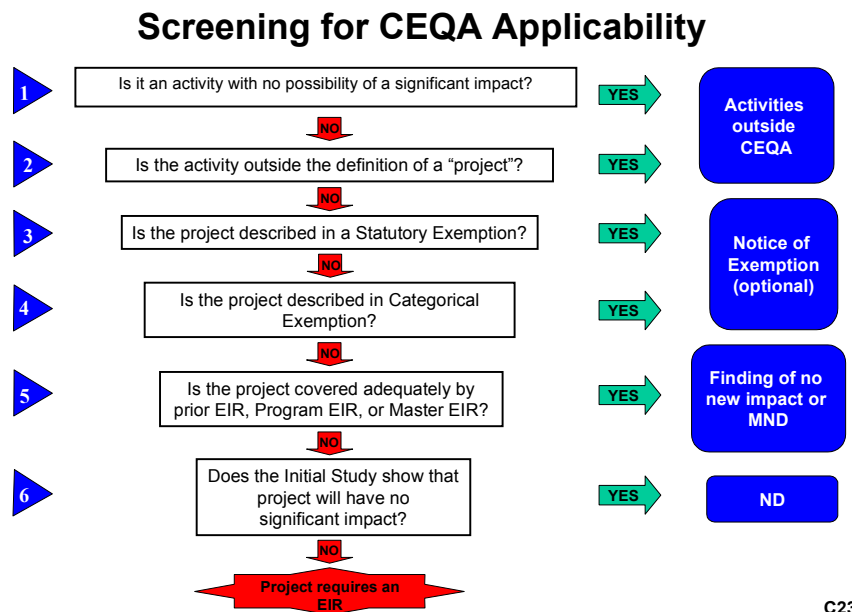 Screening for CEQA Applicability
1
Is it an activity with no possibility of a significant impact?
YES
Activities
outside
CEQA
NO
2
Is the activity outside the definition of a “project”?
YES
NO
3
Is the project described in a Statutory Exemption?
YES
Notice of
Exemption
(optional)
NO
4
Is the project described in Categorical
Exemption?
YES
NO
5
Is the project covered adequately by
prior EIR, Program EIR, or Master EIR?
YES
Finding of no
new impact or
MND
NO
6
Does the Initial Study show that
project will have no
significant impact?
YES
ND
NO
Project requires an
EIR
C23